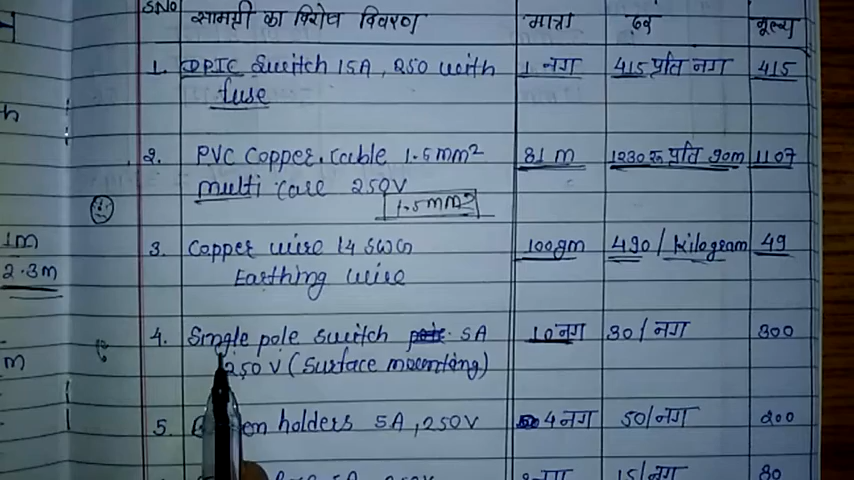 S.No सामग्री का विशेष विवरण मात्रा दर मूल्य
1. DPIC Switch 15A, 250 with 1 नग 415 प्रति नग 415
fuse
2. PVC Copper. Cable 1.5mm² 81 m 1230 रू प्रति 90m 1107
multi care 250V
1.5mm²
3. Copper wire 14 SWG 100gm 490 / kilogram 49
Earthing wire
4. Single pole switch 5A 10 नग 30 / नग 300
250 V (Surface mounting)
5. holders 5A, 250V 4 नग 50/नग 200
15/नग 30
1m
2.3m
m